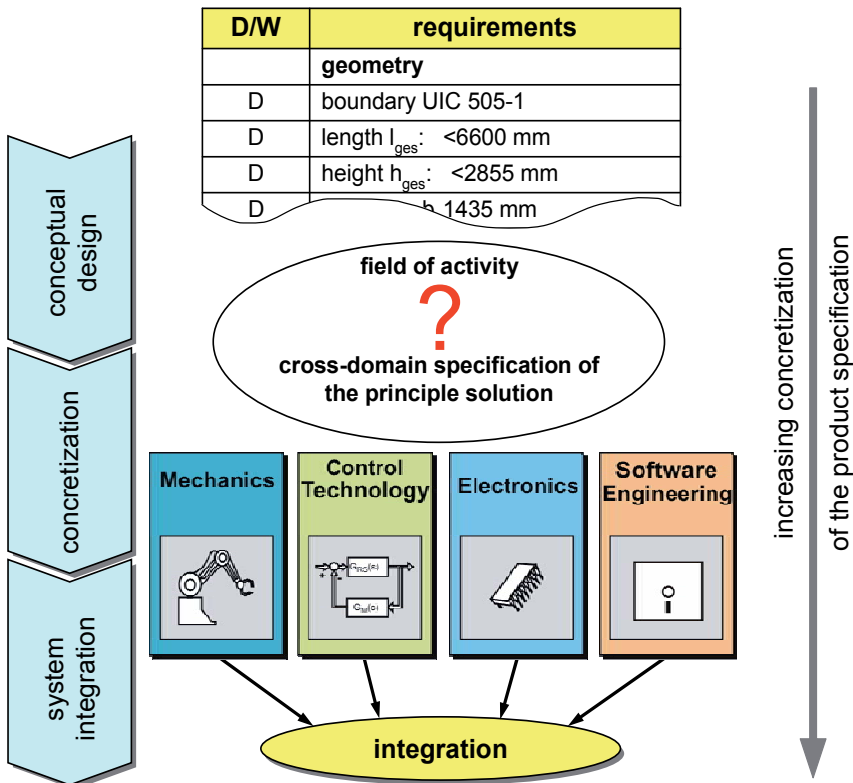 D/W requirements
geometry
D boundary UIC 505-1
D length l_ges: <6600 mm
D height h_ges: <2855 mm
D 1435 mm
conceptual
design
field of activity
?
cross-domain specification of
the principle solution
concretization
Mechanics
Control
Technology
Electronics
Software
Engineering
+
-
system
integration
integration
increasing concretization
of the product specification